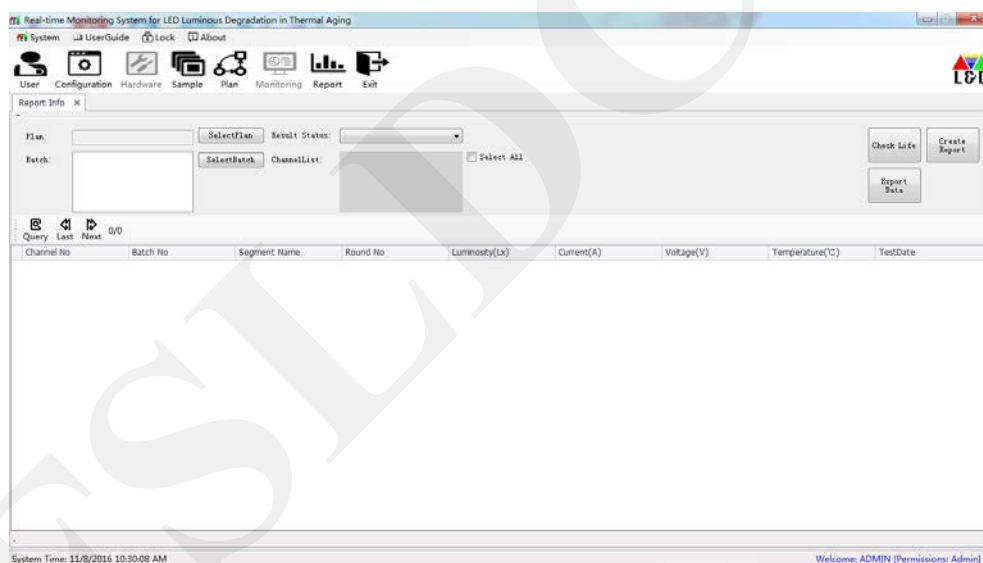 Real-time Monitoring System for LED Luminous Degradation in Thermal Aging
System UserGuide Lock About
User Configuration Hardware Sample Plan Monitoring Report Exit
L&D
Report Info ×
Plan: SelectPlan Result Status:
Batch: SelectBatch ChannelList: Select All
Check Life Create Report
Export Data
Query Last Next 0/0
Channel No Batch No Segment Name Round No Luminosity(Lx) Current(A) Voltage(V) Temperature(℃) TestDate
System Time: 11/8/2016 10:30:08 AM Welcome: ADMIN [Permissions: Admin]